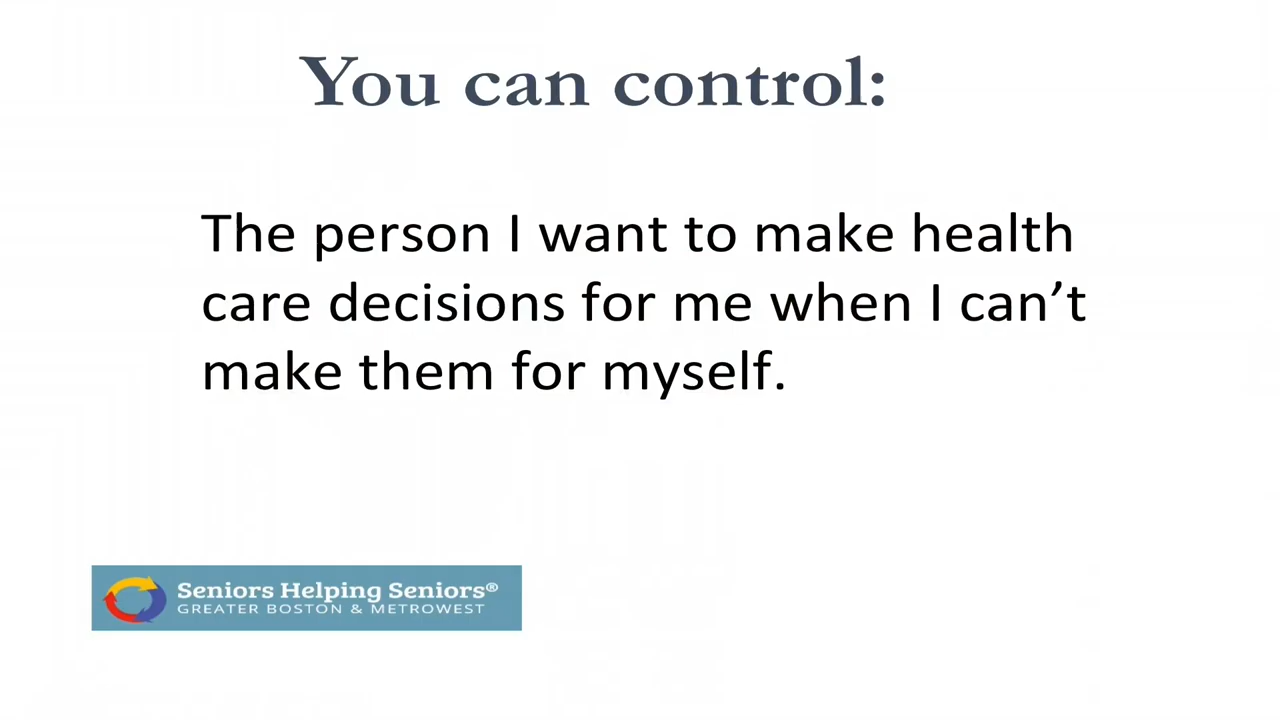 You can control:
The person I want to make health
care decisions for me when I can’t
make them for myself.
Seniors Helping Seniors®
GREATER BOSTON & METROWEST